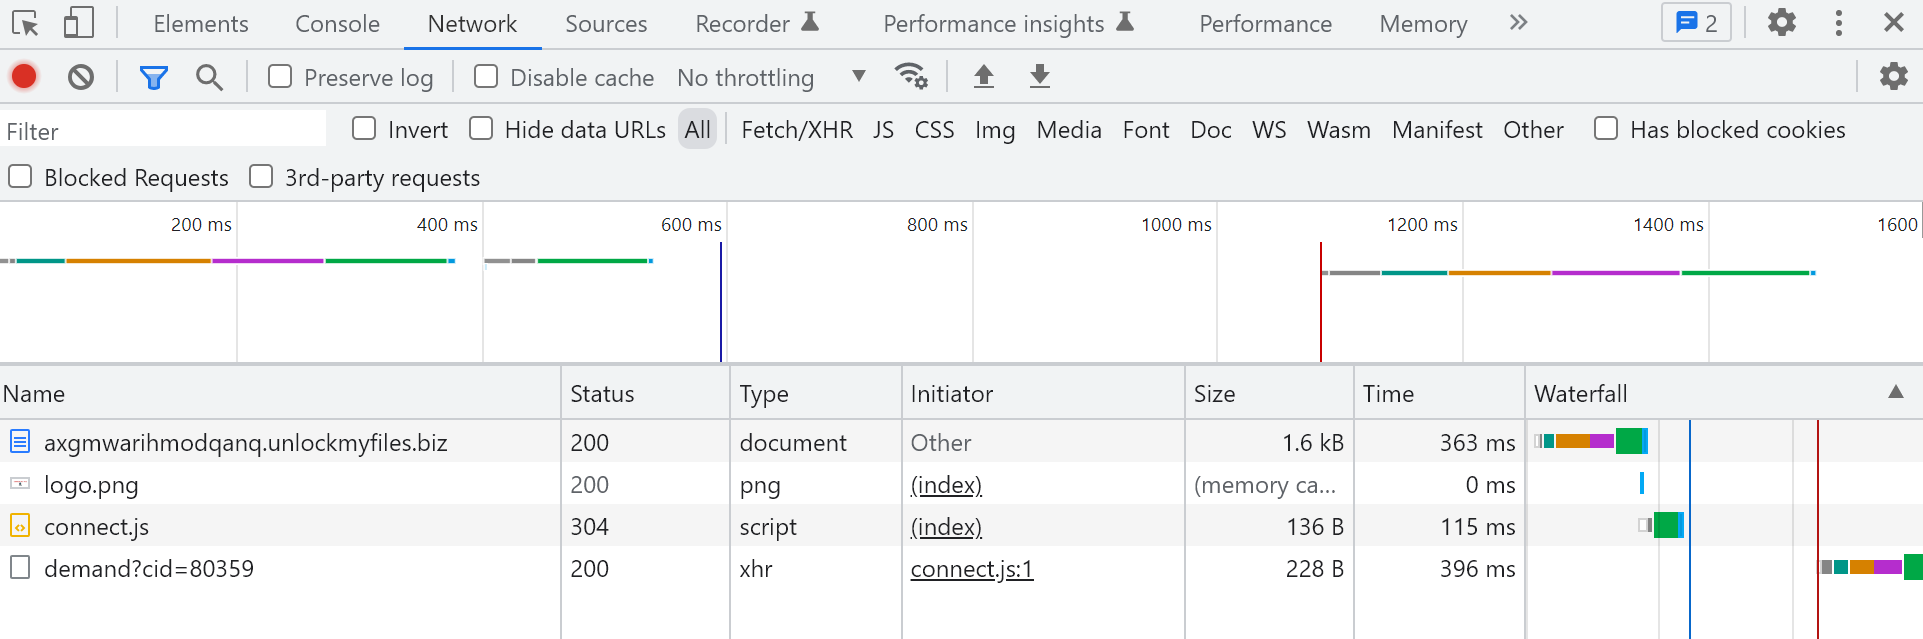 Elements Console Network Sources Recorder Performance insights Performance Memory 2
Preserve log Disable cache No throttling
Filter Invert Hide data URLs All Fetch/XHR JS CSS Img Media Font Doc WS Wasm Manifest Other Has blocked cookies
Blocked Requests 3rd-party requests
200 ms 400 ms 600 ms 800 ms 1000 ms 1200 ms 1400 ms 1600
Name Status Type Initiator Size Time Waterfall
axgmwarihmodqanq.unlockmyfiles.biz 200 document Other 1.6 kB 363 ms
logo.png 200 png (index) (memory ca... 0 ms
connect.js 304 script (index) 136 B 115 ms
demand?cid=80359 200 xhr connect.js:1 228 B 396 ms